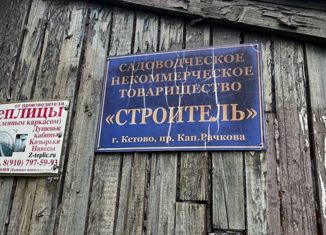 САДОВОДЧЕСКОЕ
НЕКОММЕРЧЕСКОЕ
ТОВАРИЩЕСТВО
«СТРОИТЕЛЬ»
г. Кстово, пр. Кап.Рачкова
от производителя
ЕПЛИЦЫ
каркасом)
Душевые
кабины
Козырьки
Навесы
Z-teplic.ru
8(910) 797-59-93